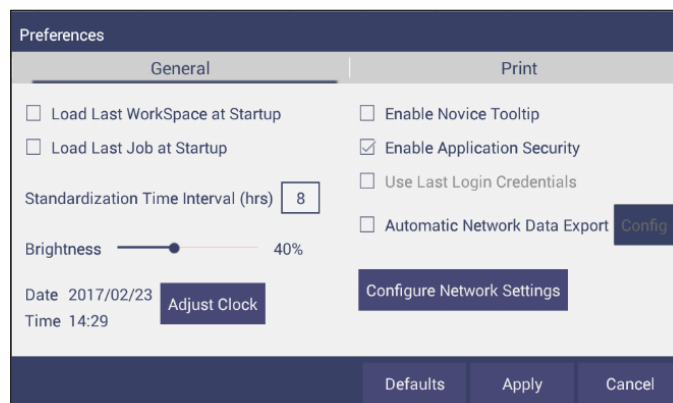 Preferences
General
Print
Load Last WorkSpace at Startup
Load Last Job at Startup
Standardization Time Interval (hrs) 8
Brightness 40%
Date 2017/02/23
Time 14:29
Adjust Clock
Enable Novice Tooltip
Enable Application Security
Use Last Login Credentials
Automatic Network Data Export Config
Configure Network Settings
Defaults Apply Cancel